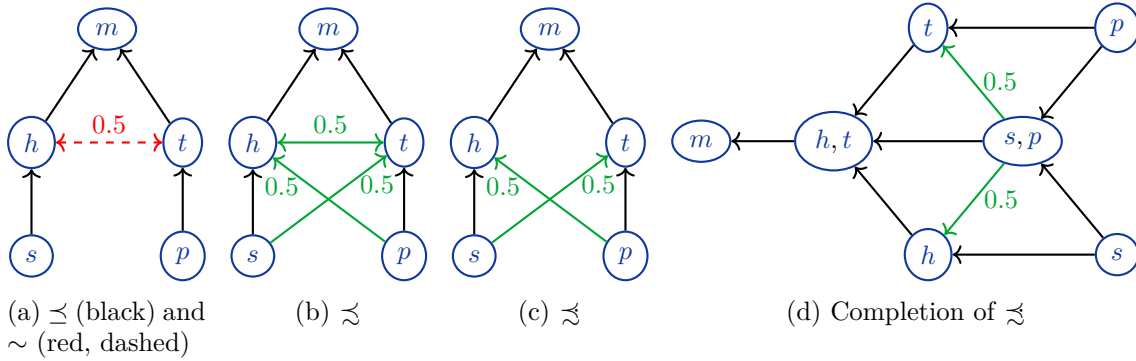 m
h
0.5
t
s
p
m
h
0.5
t
0.5
0.5
s
p
m
h
t
0.5
0.5
s
p
t
p
0.5
m
h, t
s, p
0.5
h
s
(a) ⪯ (black) and
∼ (red, dashed)
(b) ≾
(c) ⪯̃
(d) Completion of ⪯̃